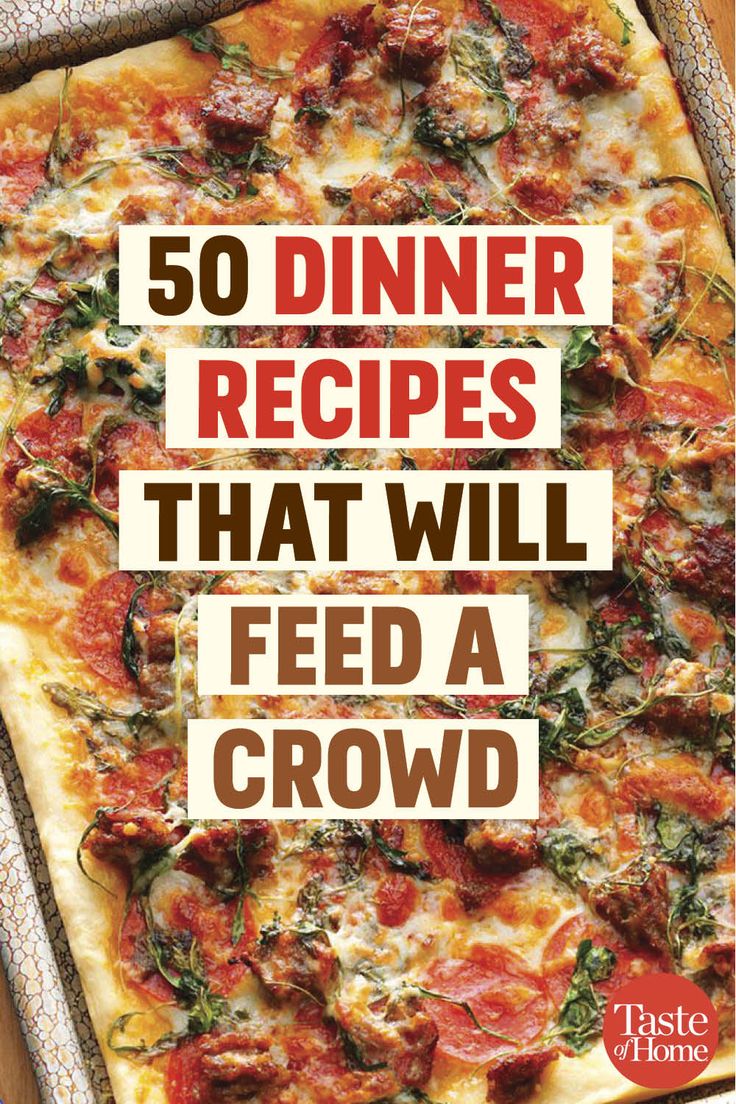 50 DINNER
RECIPES
THAT WILL
FEED A
CROWD
Taste
of Home